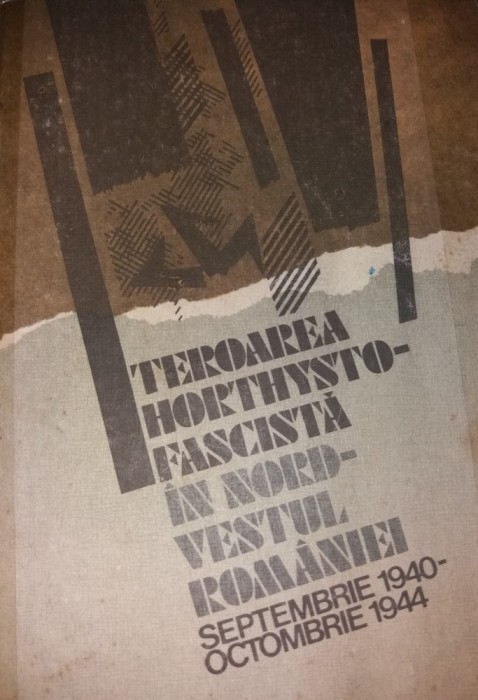 TEROAREA
HORTHYSTO-
FASCISTĂ
ÎN NORD-
VESTUL
ROMÂNIEI
SEPTEMBRIE 1940-
OCTOMBRIE 1944